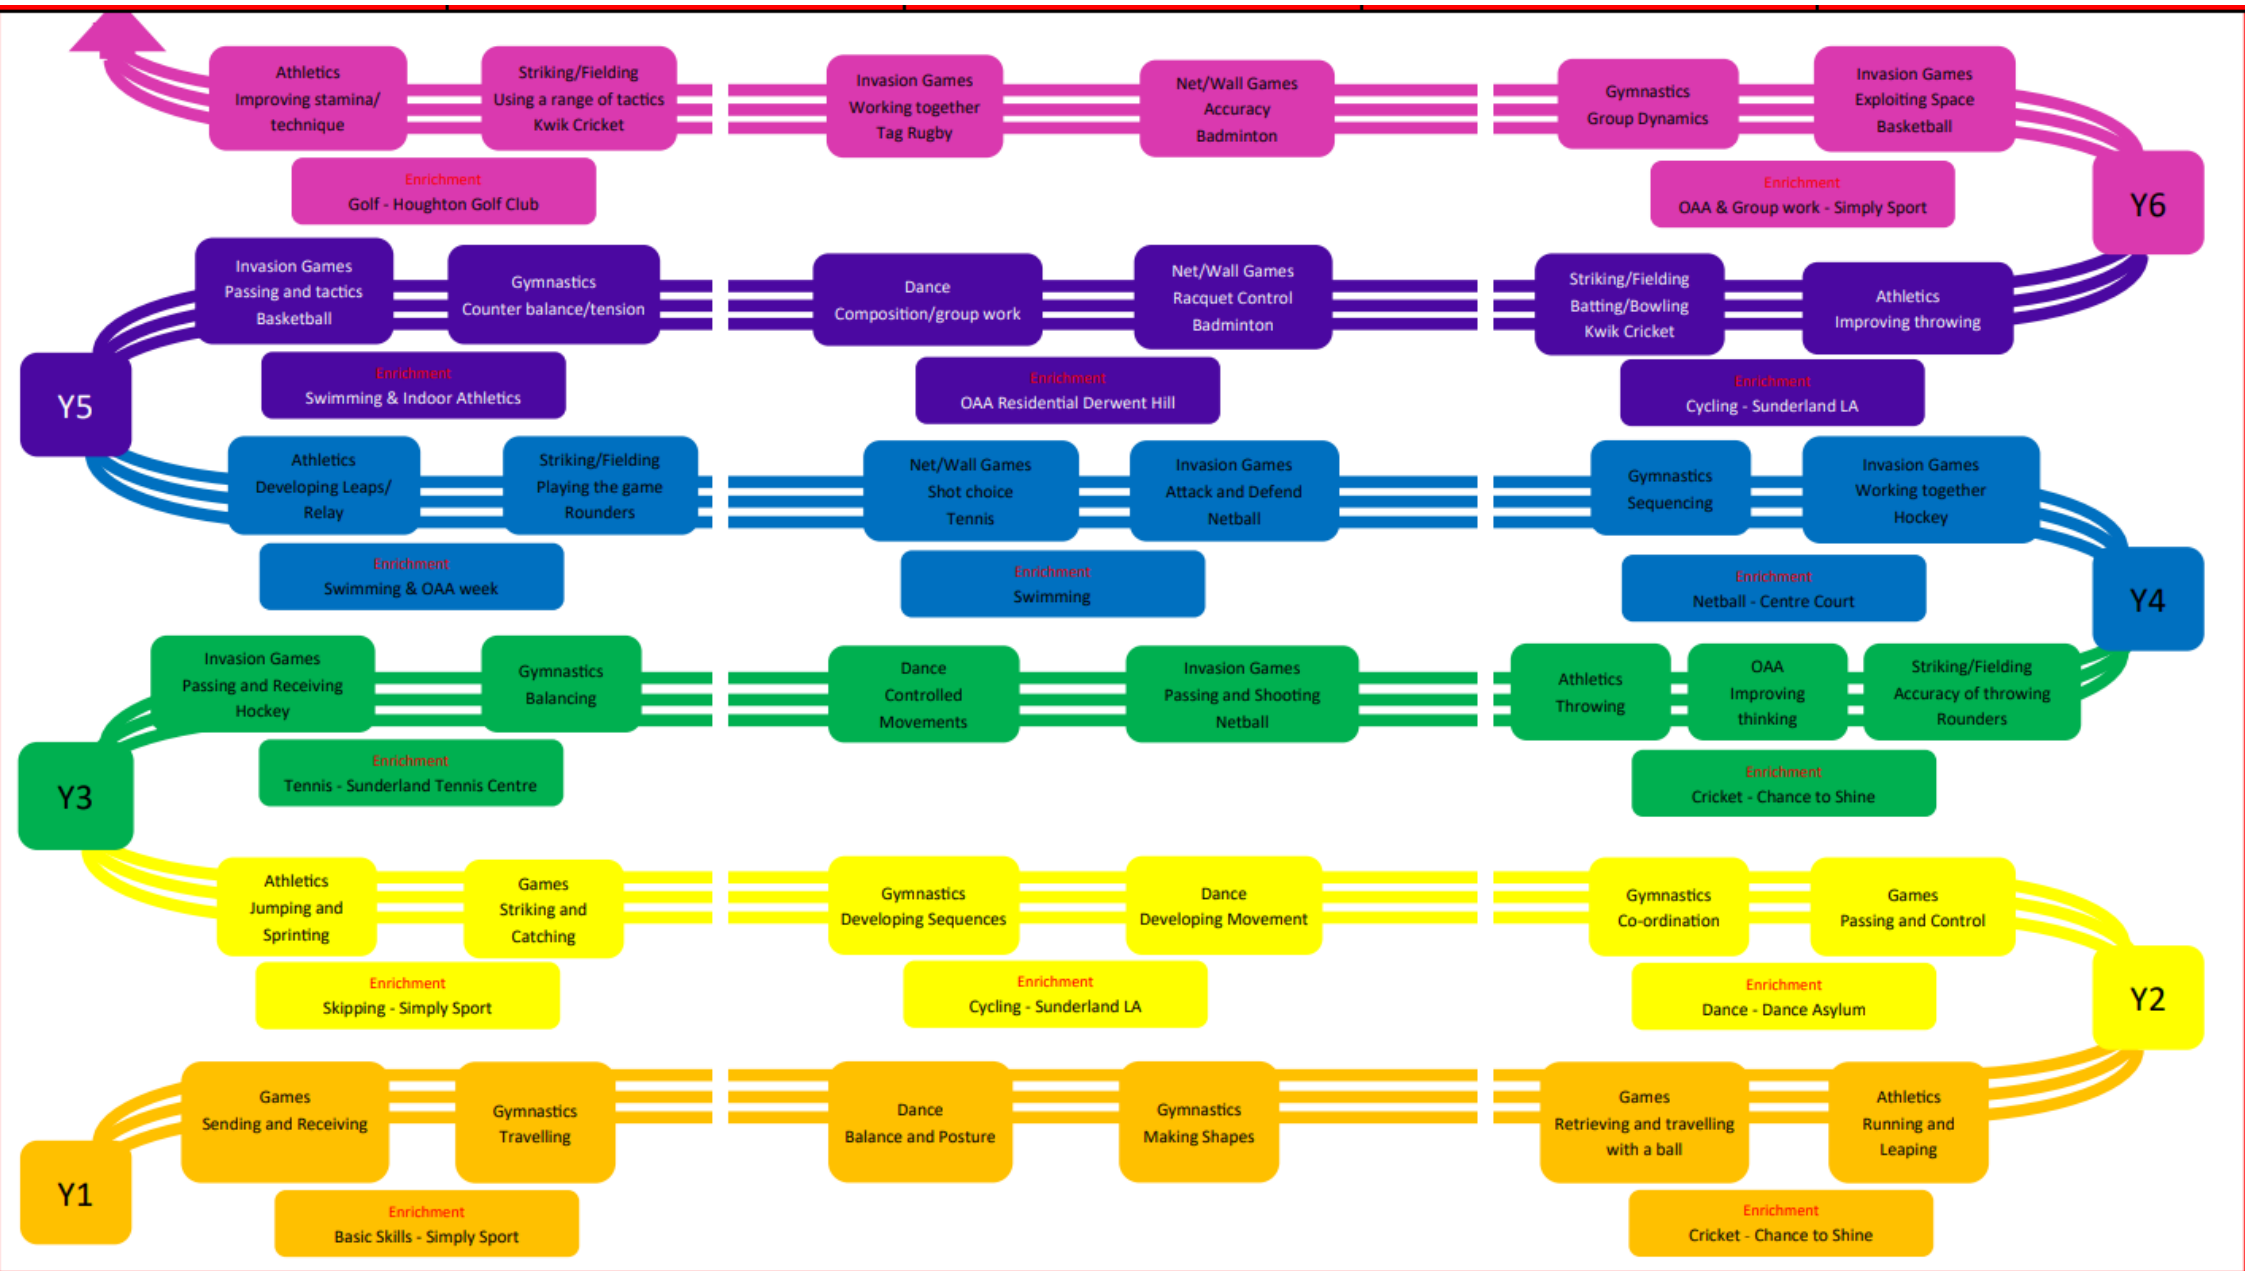 Athletics
Improving stamina/
technique
Striking/Fielding
Using a range of tactics
Kwik Cricket
Invasion Games
Working together
Tag Rugby
Net/Wall Games
Accuracy
Badminton
Gymnastics
Group Dynamics
Invasion Games
Exploiting Space
Basketball
Enrichment
Golf - Houghton Golf Club
Enrichment
OAA & Group work - Simply Sport
Y6
Invasion Games
Passing and tactics
Basketball
Gymnastics
Counter balance/tension
Dance
Composition/group work
Net/Wall Games
Racquet Control
Badminton
Striking/Fielding
Batting/Bowling
Kwik Cricket
Athletics
Improving throwing
Enrichment
Swimming & Indoor Athletics
Enrichment
OAA Residential Derwent Hill
Enrichment
Cycling - Sunderland LA
Y5
Athletics
Developing Leaps/
Relay
Striking/Fielding
Playing the game
Rounders
Net/Wall Games
Shot choice
Tennis
Invasion Games
Attack and Defend
Netball
Gymnastics
Sequencing
Invasion Games
Working together
Hockey
Enrichment
Swimming & OAA week
Enrichment
Swimming
Enrichment
Netball - Centre Court
Y4
Invasion Games
Passing and Receiving
Hockey
Gymnastics
Balancing
Dance
Controlled
Movements
Invasion Games
Passing and Shooting
Netball
Athletics
Throwing
OAA
Improving
thinking
Striking/Fielding
Accuracy of throwing
Rounders
Enrichment
Tennis - Sunderland Tennis Centre
Enrichment
Cricket - Chance to Shine
Y3
Athletics
Jumping and
Sprinting
Games
Striking and
Catching
Gymnastics
Developing Sequences
Dance
Developing Movement
Gymnastics
Co-ordination
Games
Passing and Control
Enrichment
Skipping - Simply Sport
Enrichment
Cycling - Sunderland LA
Enrichment
Dance - Dance Asylum
Y2
Games
Sending and Receiving
Gymnastics
Travelling
Dance
Balance and Posture
Gymnastics
Making Shapes
Games
Retrieving and travelling
with a ball
Athletics
Running and
Leaping
Y1
Enrichment
Basic Skills - Simply Sport
Enrichment
Cricket - Chance to Shine